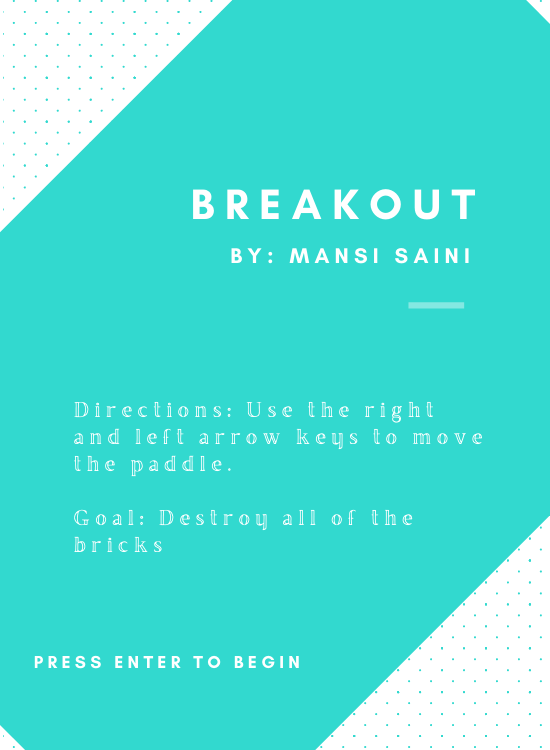 BREAKOUT
BY: MANSI SAINI
Directions: Use the right
and left arrow keys to move
the paddle.
Goal: Destroy all of the
bricks
PRESS ENTER TO BEGIN